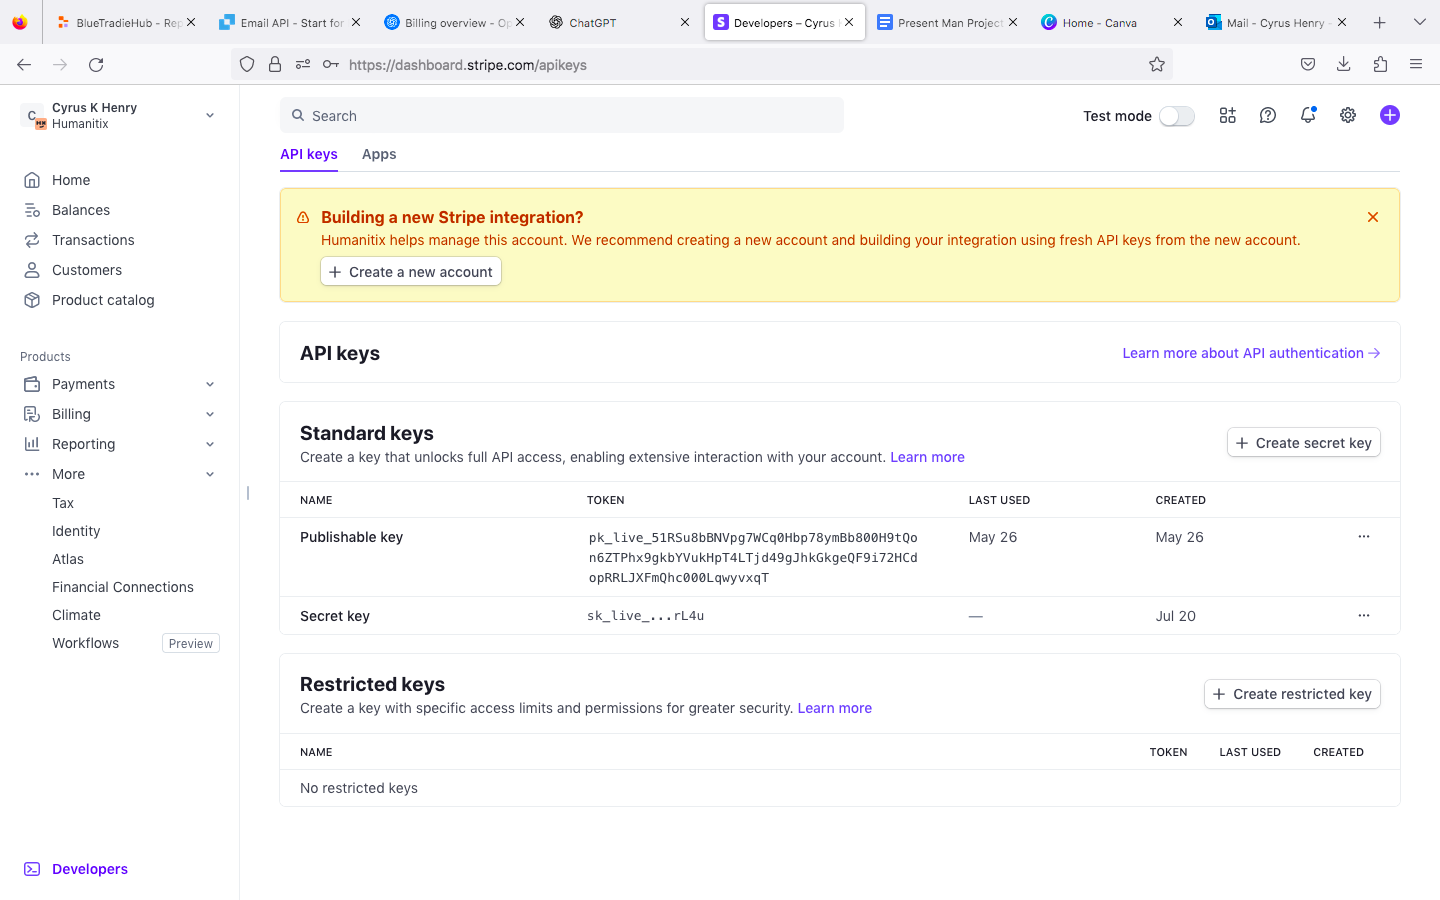 BlueTradieHub - Rep
Email API - Start for
Billing overview - Op
ChatGPT
Developers – Cyrus
Present Man Project
Home - Canva
Mail - Cyrus Henry -
https://dashboard.stripe.com/apikeys
Cyrus K Henry
Humanitix
Search
Test mode
API keys
Apps
Home
Balances
Transactions
Customers
Product catalog
Products
Payments
Billing
Reporting
More
Tax
Identity
Atlas
Financial Connections
Climate
Workflows
Preview
Developers
Building a new Stripe integration?
Humanitix helps manage this account. We recommend creating a new account and building your integration using fresh API keys from the new account.
Create a new account
API keys
Learn more about API authentication
Standard keys
Create a key that unlocks full API access, enabling extensive interaction with your account. Learn more
Create secret key
NAME TOKEN LAST USED CREATED
Publishable key
pk_live_51RSu8bBNVpg7WCq0Hbp78ymBb800H9tQo
n6ZTPhx9gkbYVukHpT4LTjd49gJhkGkgeQF9i72HCd
opRRLJXFmQhc000LqwyvxqT
May 26 May 26
Secret key sk_live_...rL4u — Jul 20
Restricted keys
Create a key with specific access limits and permissions for greater security. Learn more
Create restricted key
NAME TOKEN LAST USED CREATED
No restricted keys